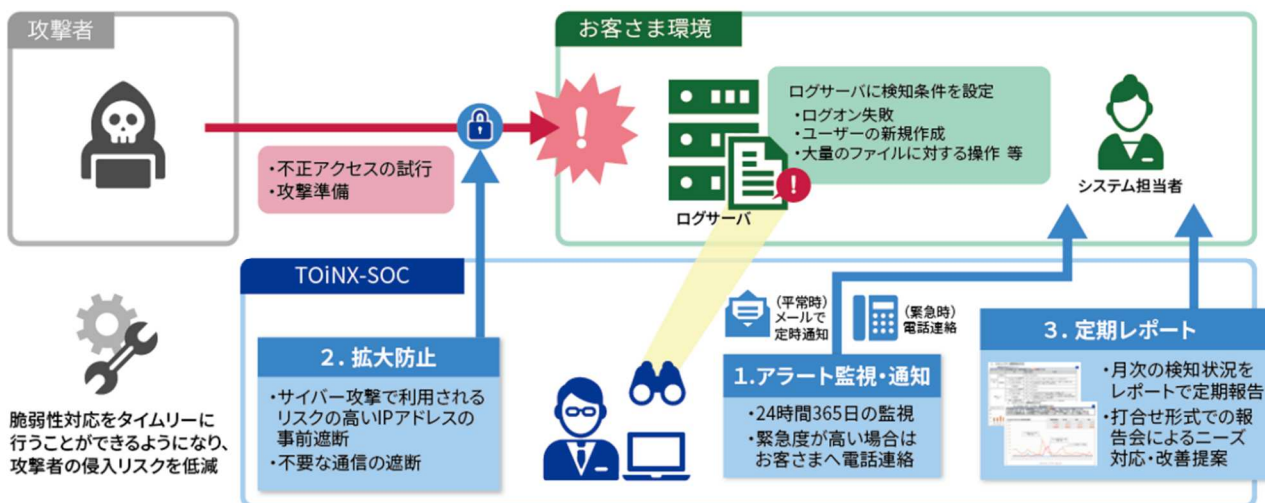 攻撃者
お客さま環境
・不正アクセスの試行
・攻撃準備
ログサーバに検知条件を設定
・ログオン失敗
・ユーザーの新規作成
・大量のファイルに対する操作 等
ログサーバ
システム担当者
TOiNX-SOC
2. 拡大防止
・サイバー攻撃で利用される
リスクの高いIPアドレスの
事前遮断
・不要な通信の遮断
(平常時)
メールで
定時通知
(緊急時)
電話連絡
1.アラート監視・通知
・24時間365日の監視
・緊急度が高い場合は
お客さまへ電話連絡
3. 定期レポート
・月次の検知状況を
レポートで定期報告
・打合せ形式での報
告会によるニーズ
対応・改善提案
脆弱性対応をタイムリーに
行うことができるようになり、
攻撃者の侵入リスクを低減